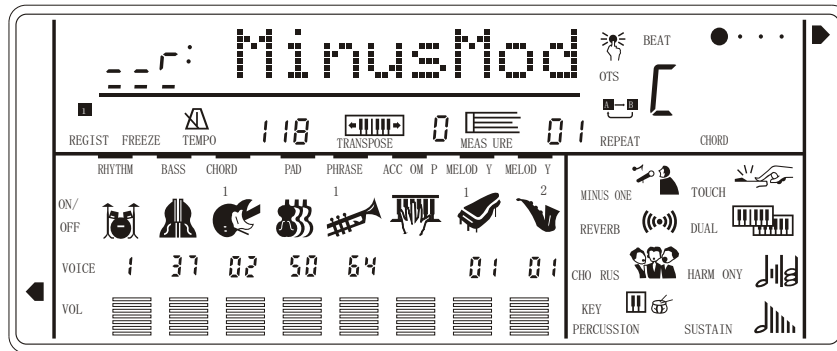 __r: MinusMod
BEAT
OTS
C
1
A B
REGIST FREEZE TEMPO 118 TRANSPOSE 0 MEAS URE 01 REPEAT CHORD
RHYTHM BASS CHORD PAD PHRASE ACC OM P MELOD Y MELOD Y
1 1 1 2
ON/
OFF
VOICE 1 37 02 50 64 01 01
VOL
MINUS ONE TOUCH
REVERB DUAL
CHO RUS HARM ONY
KEY
PERCUSSION SUSTAIN